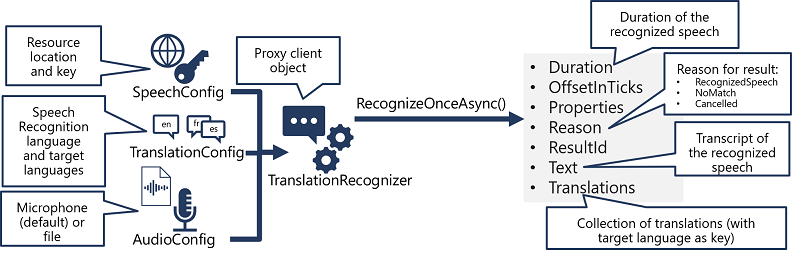 Resource
location
and key
SpeechConfig
Speech
Recognition
language
and target
languages
en
fr
es
TranslationConfig
Microphone
(default) or
file
AudioConfig
Proxy client
object
TranslationRecognizer
RecognizeOnceAsync()
Duration of the
recognized speech
• Duration
• OffsetInTicks
• Properties
• Reason
• ResultId
• Text
• Translations
Reason for result:
• RecognizedSpeech
• NoMatch
• Cancelled
Transcript of
the recognized
speech
Collection of translations (with
target language as key)